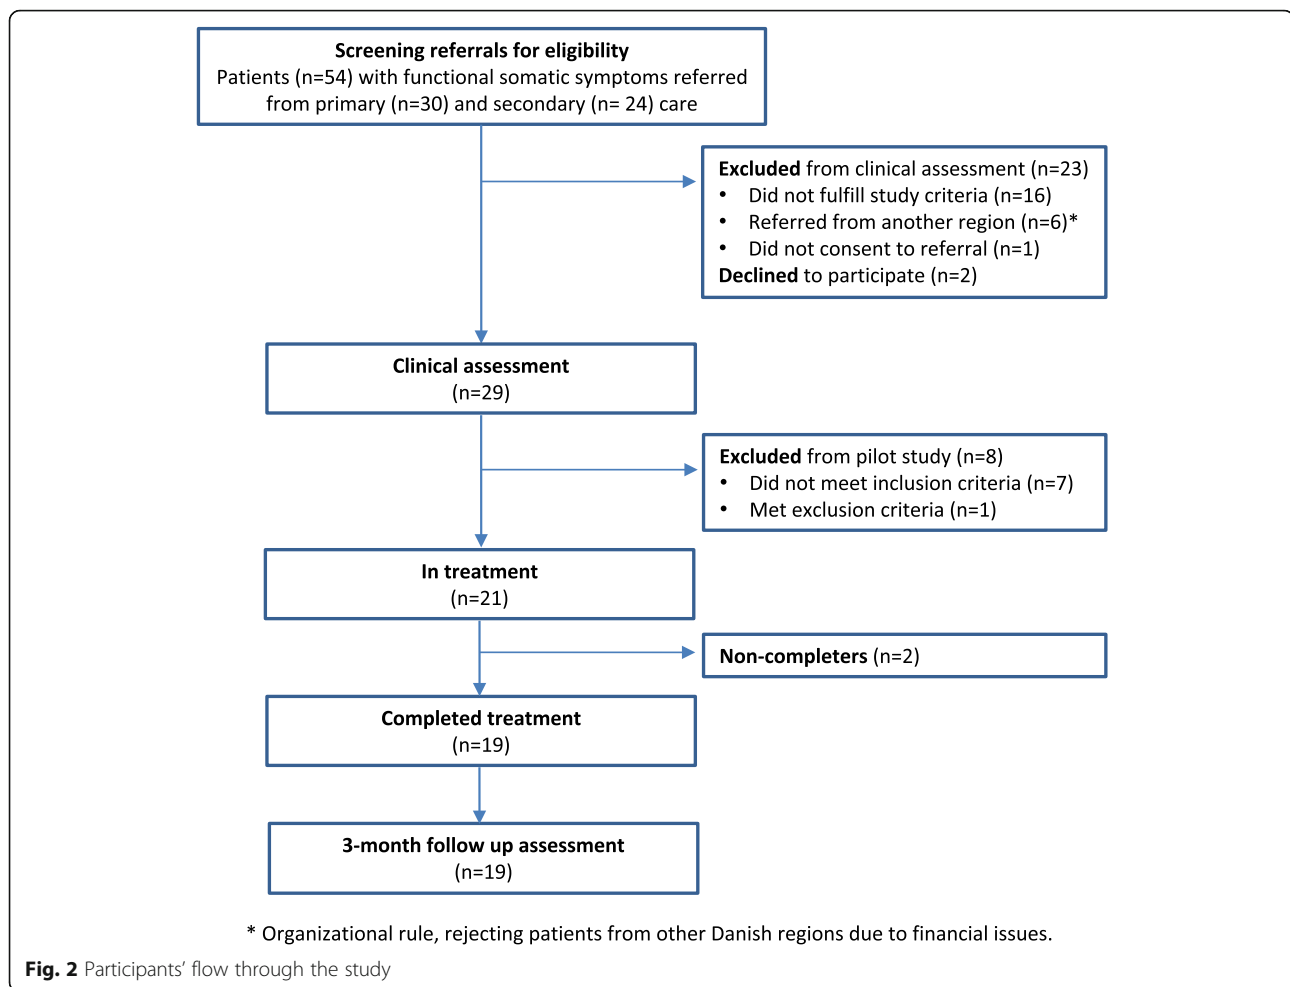 Screening referrals for eligibility
Patients (n=54) with functional somatic symptoms referred
from primary (n=30) and secondary (n= 24) care
Excluded from clinical assessment (n=23)
• Did not fulfill study criteria (n=16)
• Referred from another region (n=6)*
• Did not consent to referral (n=1)
Declined to participate (n=2)
Clinical assessment
(n=29)
Excluded from pilot study (n=8)
• Did not meet inclusion criteria (n=7)
• Met exclusion criteria (n=1)
In treatment
(n=21)
Non-completers (n=2)
Completed treatment
(n=19)
3-month follow up assessment
(n=19)
* Organizational rule, rejecting patients from other Danish regions due to financial issues.
Fig. 2 Participants’ flow through the study